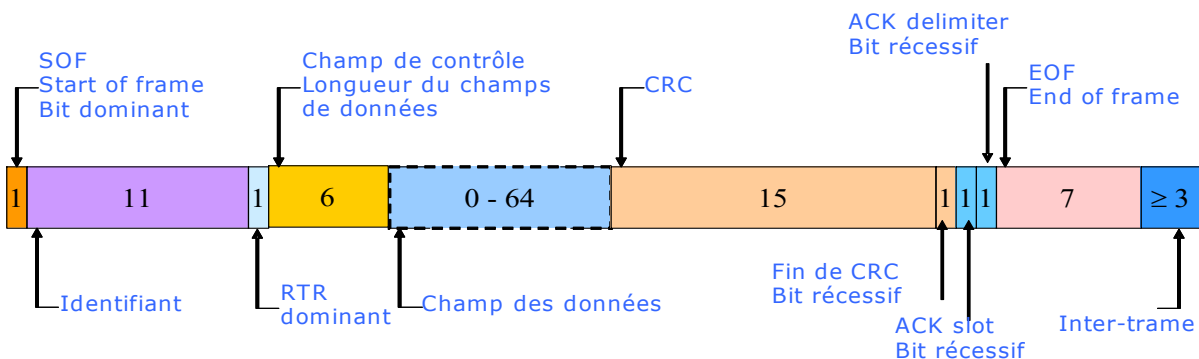 ACK delimiter
Bit récessif
SOF
Start of frame
Bit dominant
Champ de contrôle
Longueur du champs
de données
CRC
EOF
End of frame
1
11
1
6
0 - 64
15
1
1
1
7
≥ 3
Identifiant
RTR
dominant
Champ des données
Fin de CRC
Bit récessif
ACK slot
Bit récessif
Inter-trame